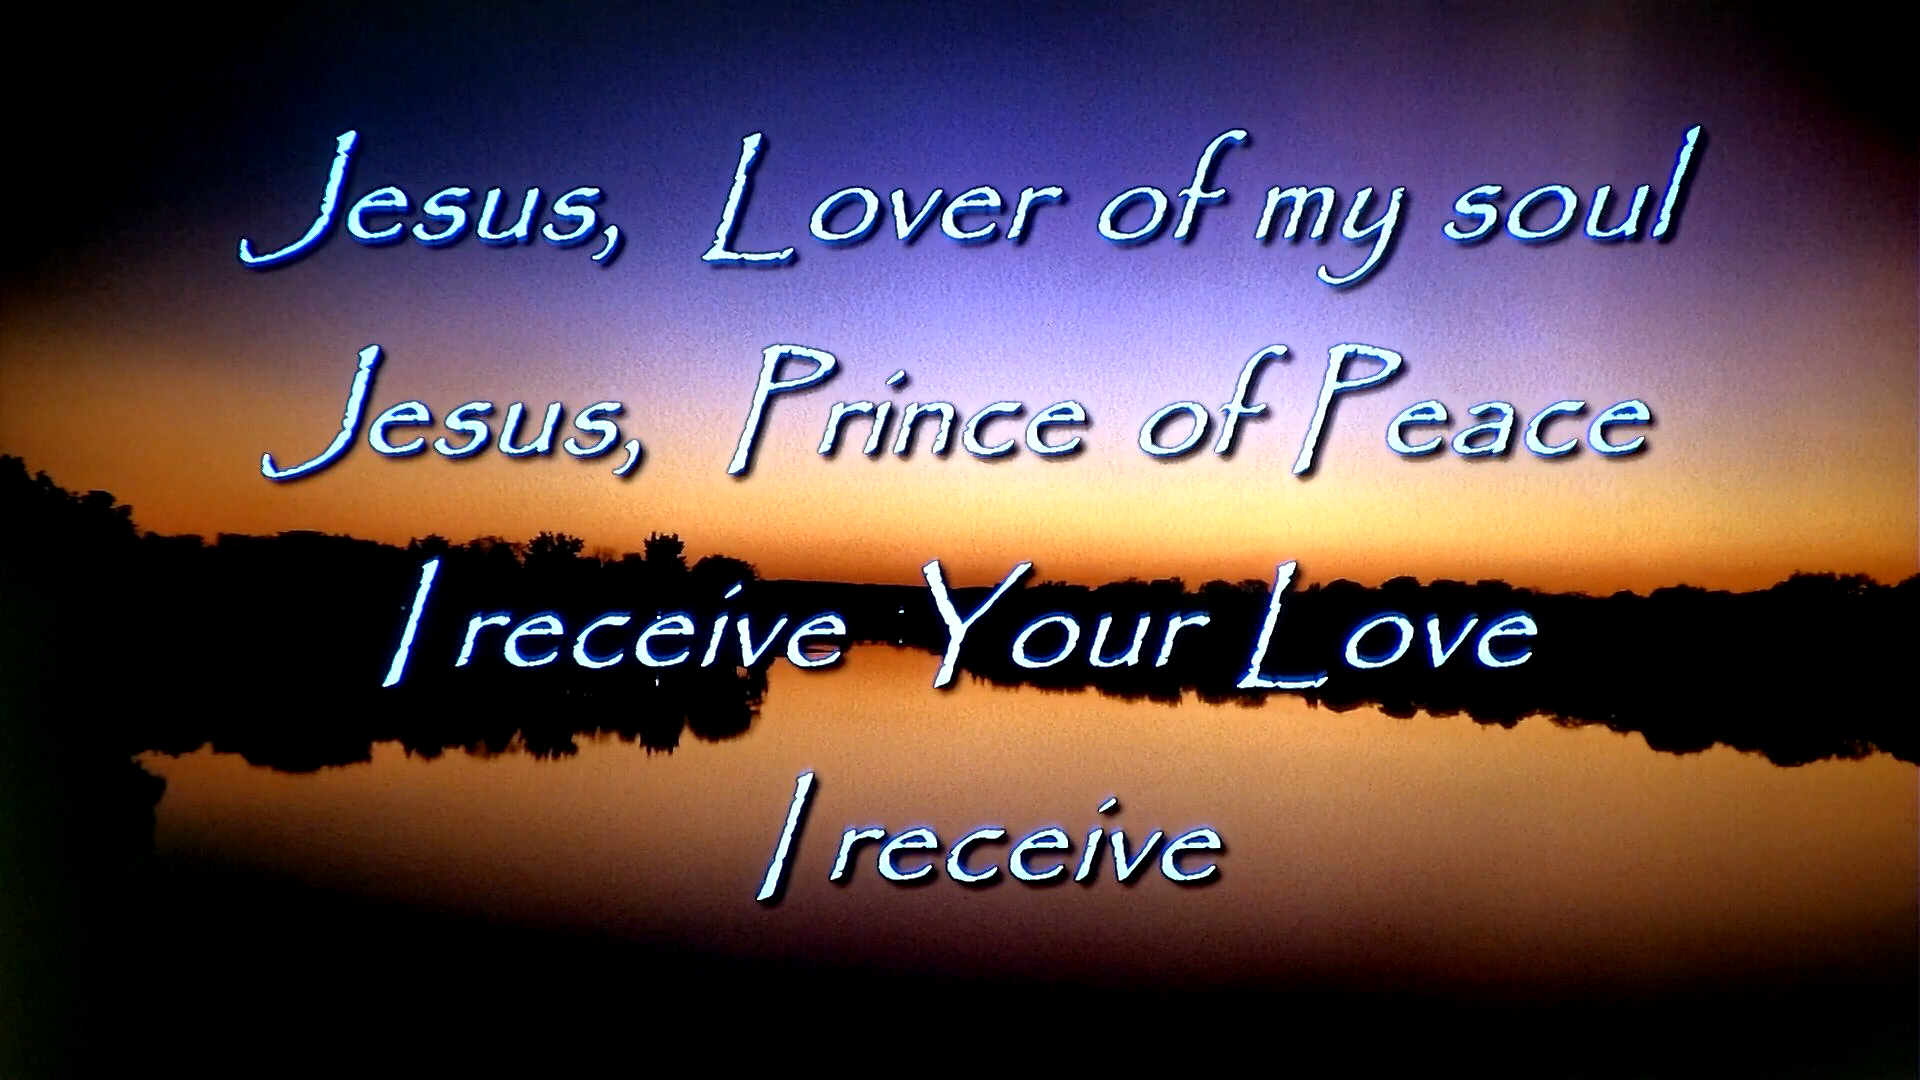 Jesus, Lover of my soul
Jesus, Prince of Peace
I receive Your Love
I receive